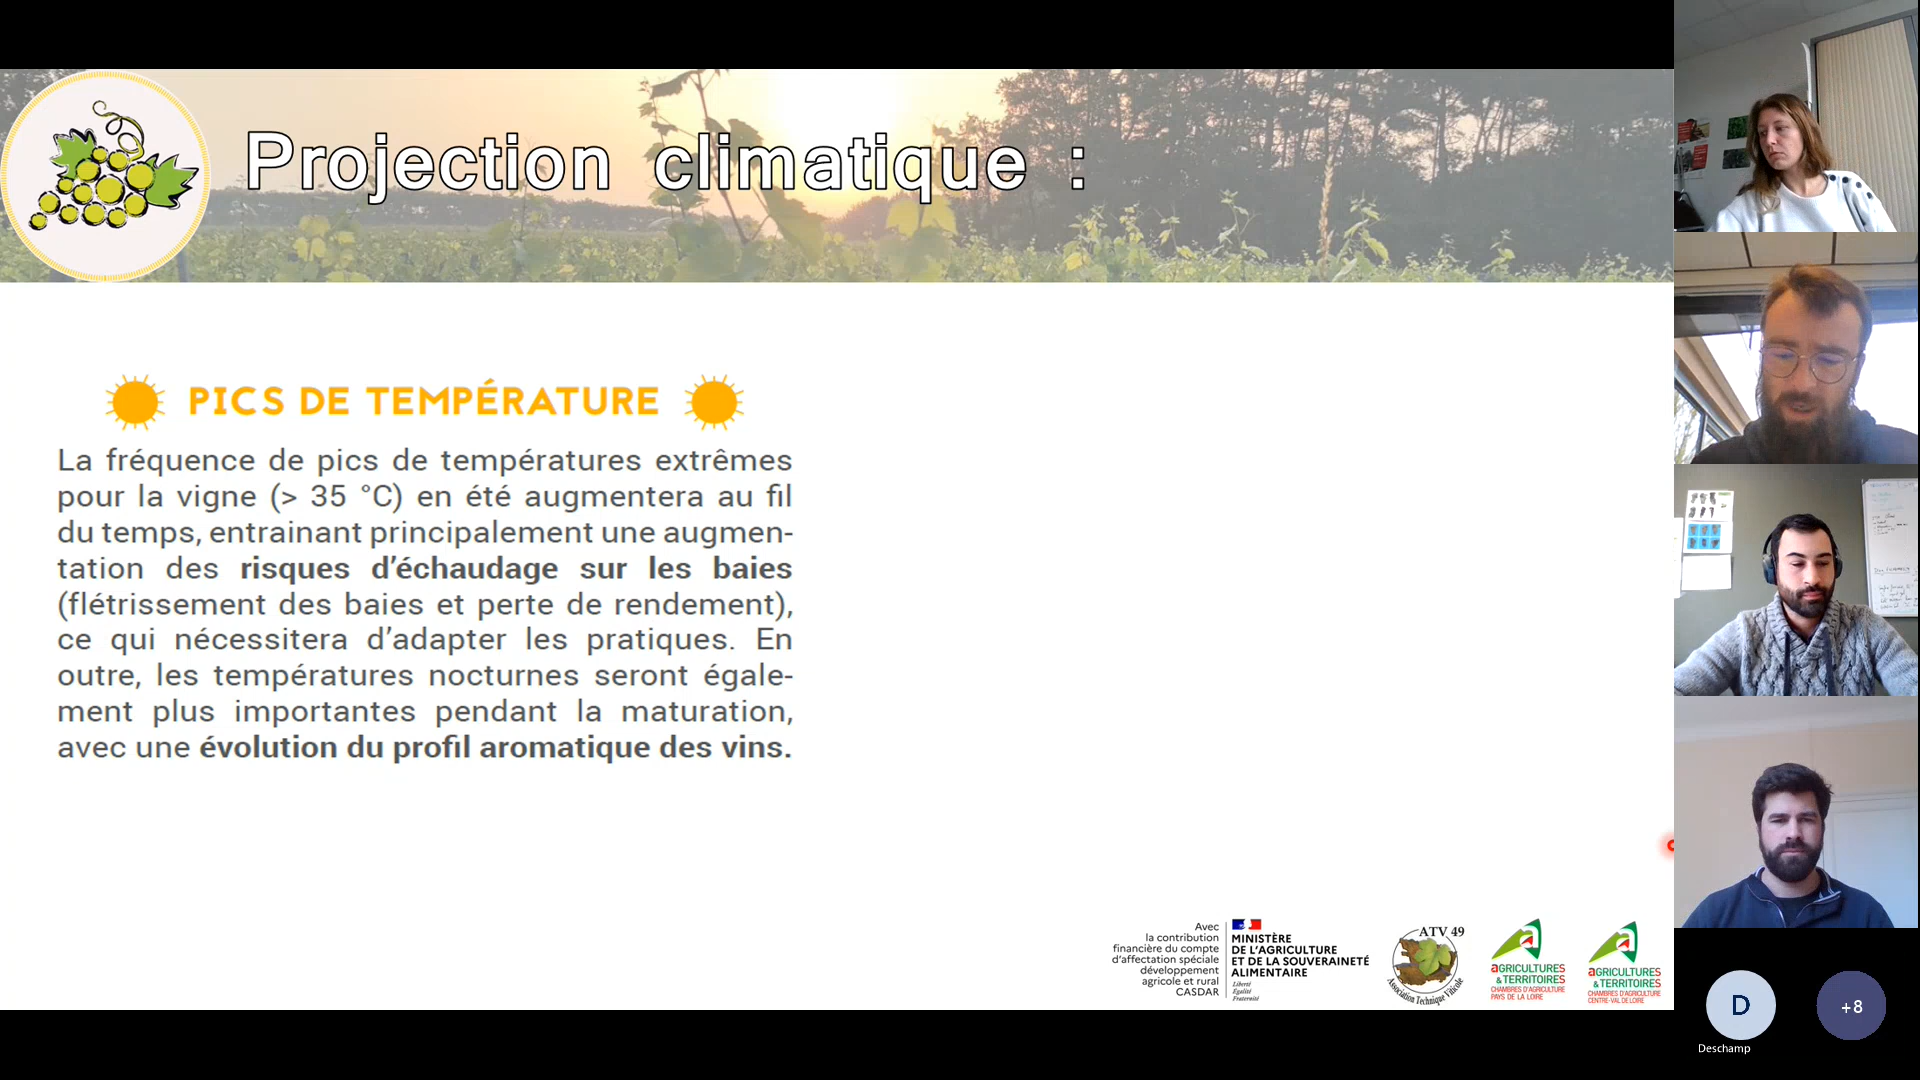 Projection climatique :
PICS DE TEMPÉRATURE
La fréquence de pics de températures extrêmes
pour la vigne (> 35 °C) en été augmentera au fil
du temps, entrainant principalement une augmen-
tation des risques d’échaudage sur les baies
(flétrissement des baies et perte de rendement),
ce qui nécessitera d’adapter les pratiques. En
outre, les températures nocturnes seront égale-
ment plus importantes pendant la maturation,
avec une évolution du profil aromatique des vins.
Avec
la contribution
financière du compte
d’affectation spéciale
développement
agricole et rural
CASDAR
MINISTÈRE
DE L’AGRICULTURE
ET DE LA SOUVERAINETÉ
ALIMENTAIRE
Liberté
Égalité
Fraternité
ATV 49
Association Technique Viticole
AGRICULTURES
& TERRITOIRES
CHAMBRES D’AGRICULTURE
PAYS DE LA LOIRE
AGRICULTURES
& TERRITOIRES
CHAMBRES D’AGRICULTURE
CENTRE-VAL DE LOIRE
D
Deschamp
+8